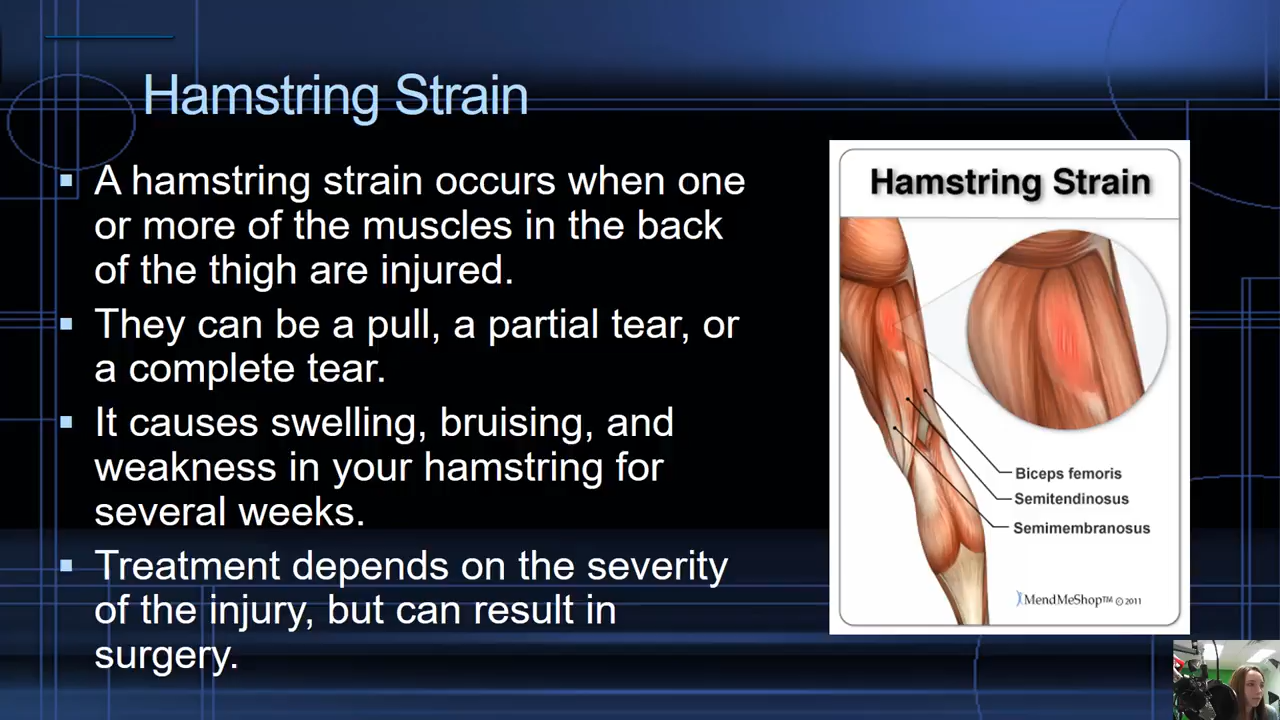 Hamstring Strain
▪ A hamstring strain occurs when one
or more of the muscles in the back
of the thigh are injured.
▪ They can be a pull, a partial tear, or
a complete tear.
▪ It causes swelling, bruising, and
weakness in your hamstring for
several weeks.
▪ Treatment depends on the severity
of the injury, but can result in
surgery.
Hamstring Strain
Biceps femoris
Semitendinosus
Semimembranosus
MendMeShop™ © 2011